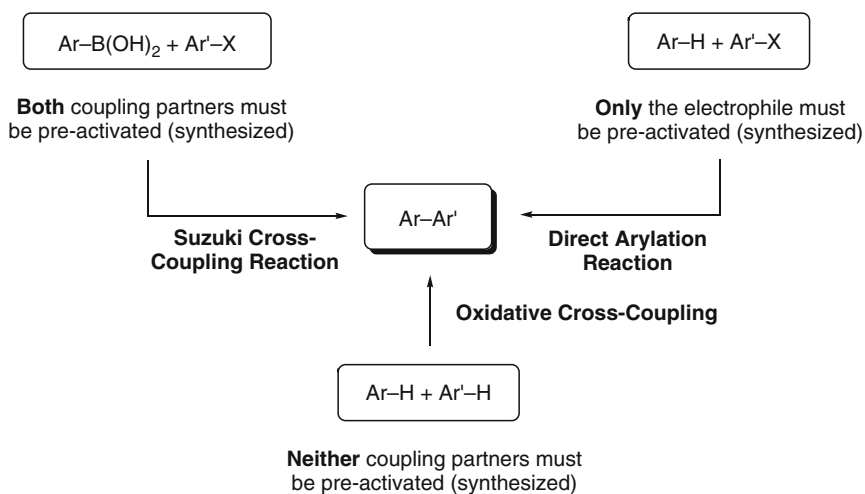 Ar–B(OH)2 + Ar'–X
Both coupling partners must
be pre-activated (synthesized)
Ar–H + Ar'–X
Only the electrophile must
be pre-activated (synthesized)
Ar–Ar'
Suzuki Cross-
Coupling Reaction
Direct Arylation
Reaction
Oxidative Cross-Coupling
Ar–H + Ar'–H
Neither coupling partners must
be pre-activated (synthesized)